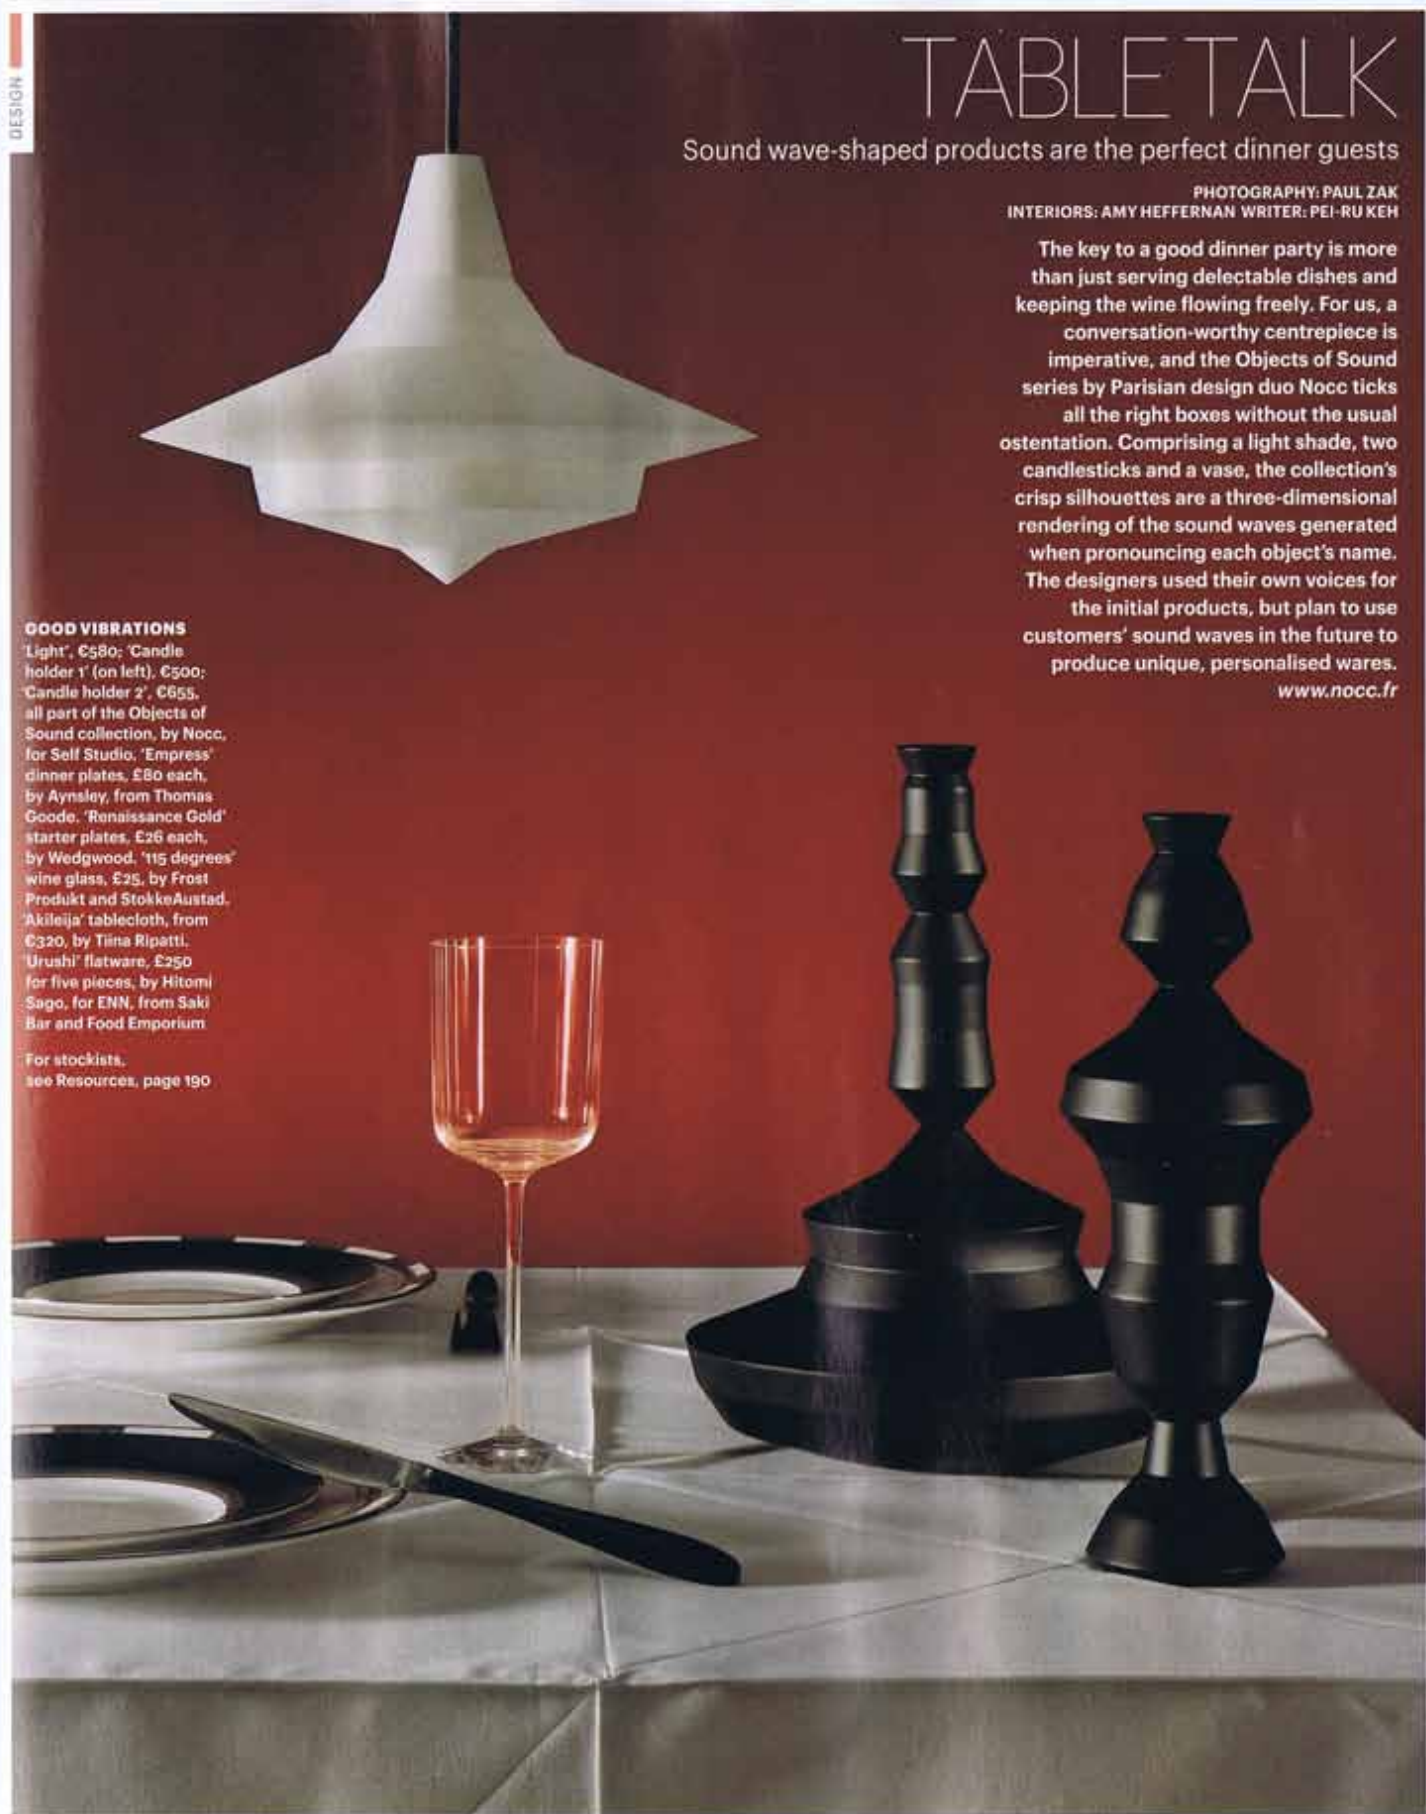 DESIGN
TABLE TALK
Sound wave-shaped products are the perfect dinner guests
PHOTOGRAPHY: PAUL ZAK
INTERIORS: AMY HEFFERNAN WRITER: PEI-RU KEH
The key to a good dinner party is more
than just serving delectable dishes and
keeping the wine flowing freely. For us, a
conversation-worthy centrepiece is
imperative, and the Objects of Sound
series by Parisian design duo Nocc ticks
all the right boxes without the usual
ostentation. Comprising a light shade, two
candlesticks and a vase, the collection's
crisp silhouettes are a three-dimensional
rendering of the sound waves generated
when pronouncing each object's name.
The designers used their own voices for
the initial products, but plan to use
customers' sound waves in the future to
produce unique, personalised wares.
www.nocc.fr
GOOD VIBRATIONS
'Light', €580; 'Candle
holder 1' (on left), €500;
'Candle holder 2', €655,
all part of the Objects of
Sound collection, by Nocc,
for Self Studio. 'Empress'
dinner plates, £80 each,
by Aynsley, from Thomas
Goode. 'Renaissance Gold'
starter plates, £26 each,
by Wedgwood. '115 degrees'
wine glass, £25, by Frost
Produkt and StokkeAustad.
'Akileija' tablecloth, from
€320, by Tiina Ripatti.
'Urushi' flatware, £250
for five pieces, by Hitomi
Sago, for ENN, from Saki
Bar and Food Emporium
For stockists,
see Resources, page 190